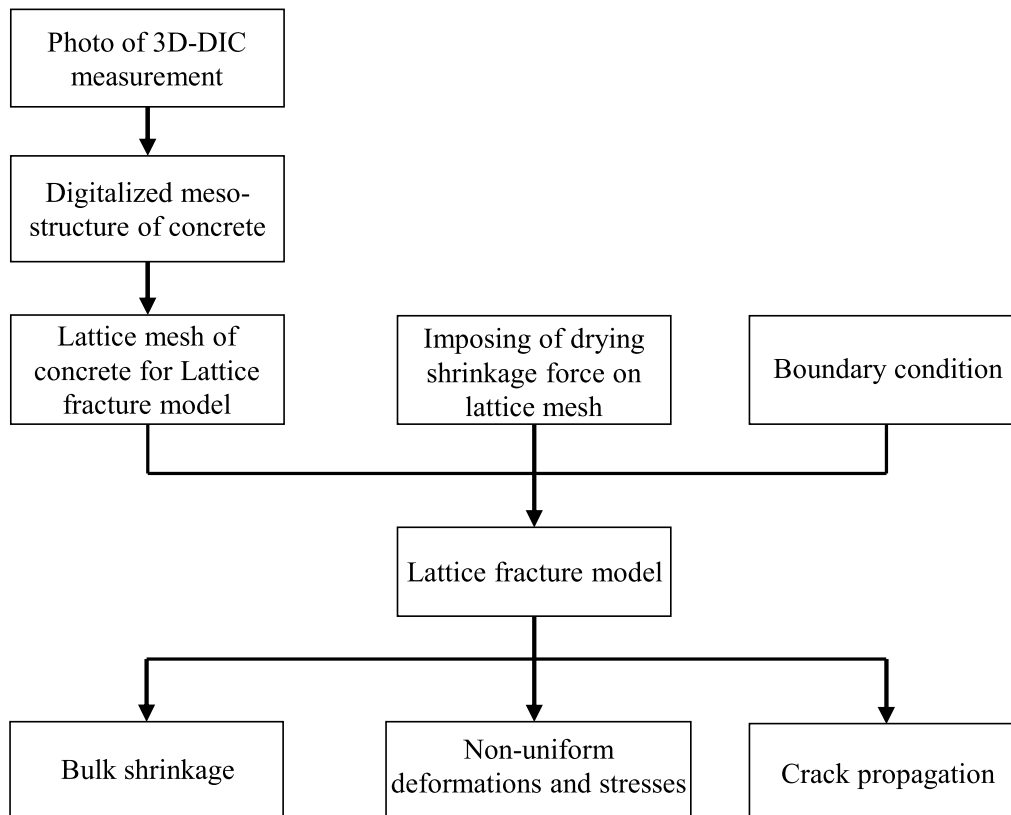 Photo of 3D-DIC
measurement
Digitalized meso-
structure of concrete
Lattice mesh of
concrete for Lattice
fracture model
Imposing of drying
shrinkage force on
lattice mesh
Boundary condition
Lattice fracture model
Bulk shrinkage
Non-uniform
deformations and stresses
Crack propagation